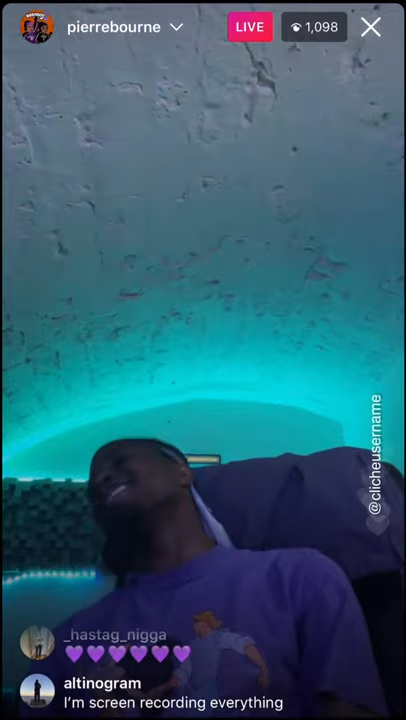 pierrebourne
LIVE
1,098
@clicheusername
_hastag_nigga
💜💜💜💜💜💜
altinogram
I'm screen recording everything